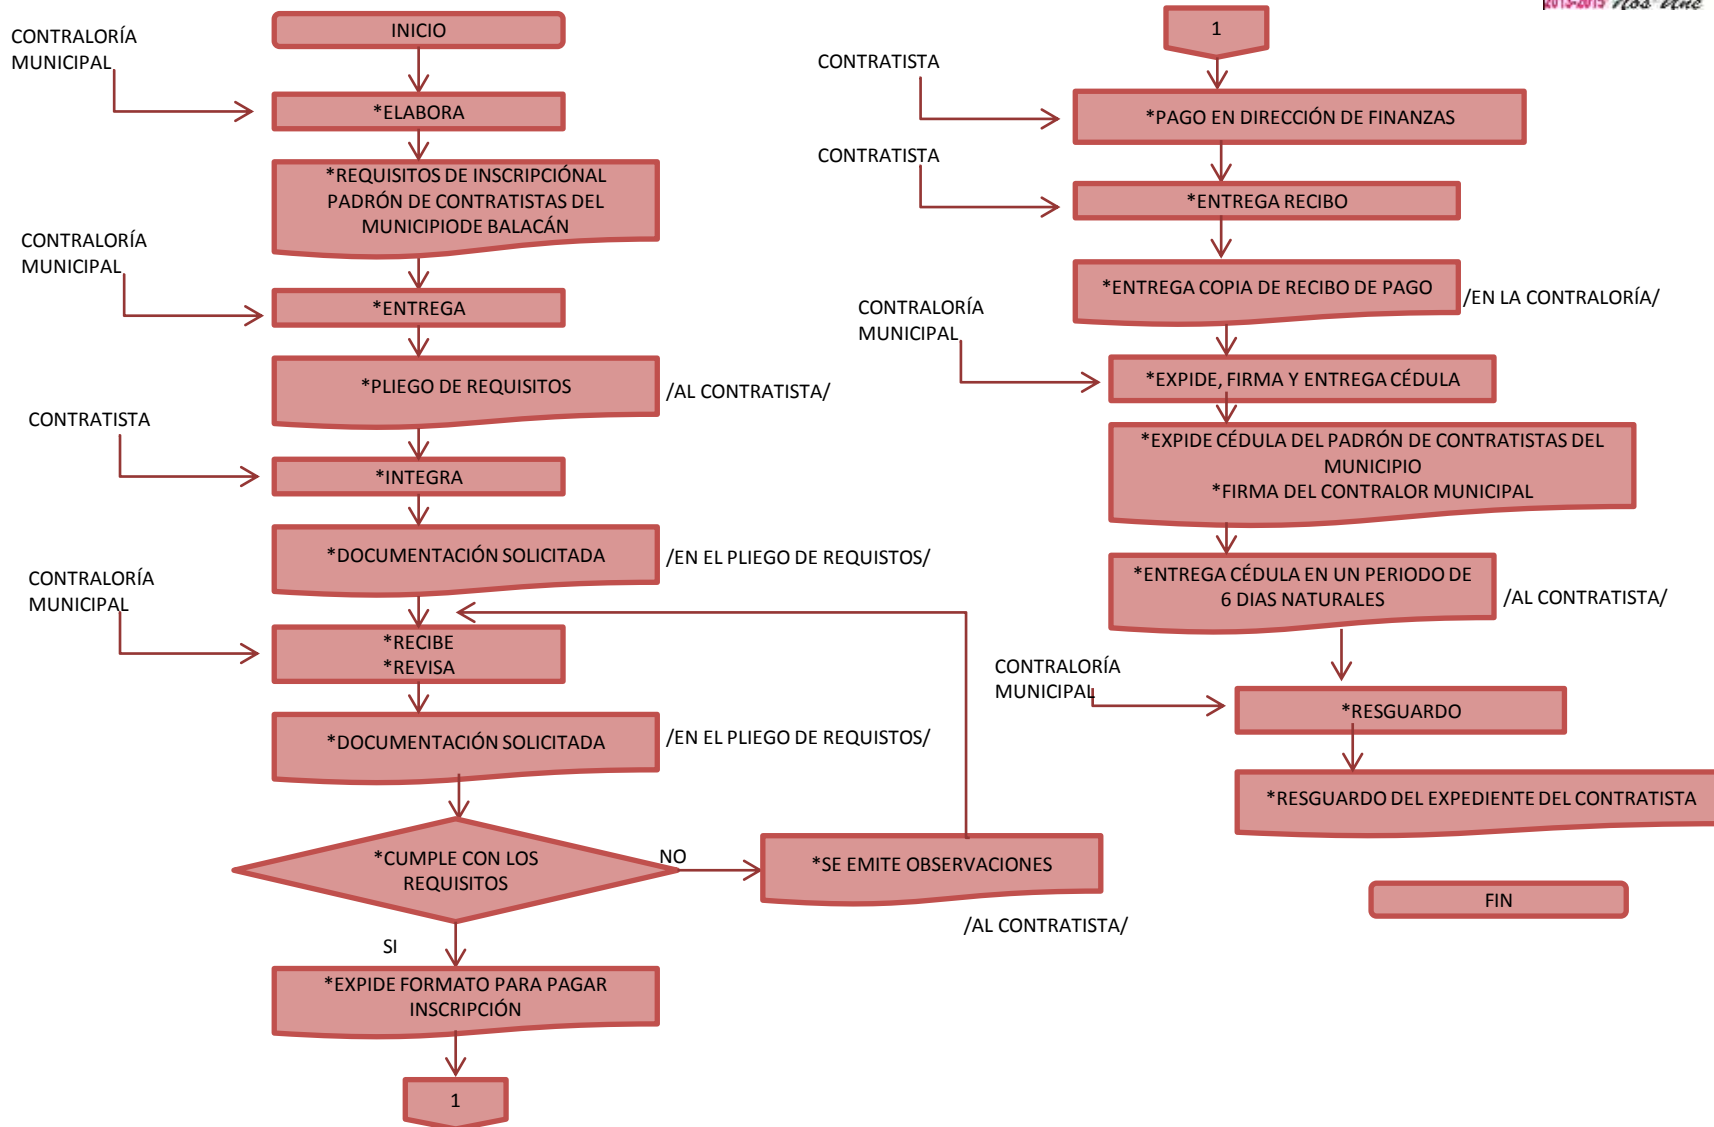 INICIO
CONTRALORÍA
MUNICIPAL
*ELABORA
*REQUISITOS DE INSCRIPCIÓNAL
PADRÓN DE CONTRATISTAS DEL
MUNICIPIODE BALACÁN
CONTRALORÍA
MUNICIPAL
*ENTREGA
*PLIEGO DE REQUISITOS
/AL CONTRATISTA/
CONTRATISTA
*INTEGRA
*DOCUMENTACIÓN SOLICITADA
/EN EL PLIEGO DE REQUISTOS/
CONTRALORÍA
MUNICIPAL
*RECIBE
*REVISA
*DOCUMENTACIÓN SOLICITADA
/EN EL PLIEGO DE REQUISTOS/
*CUMPLE CON LOS
REQUISITOS
NO
*SE EMITE OBSERVACIONES
/AL CONTRATISTA/
SI
*EXPIDE FORMATO PARA PAGAR
INSCRIPCIÓN
1
2013-2015 Nos Une
1
CONTRATISTA
*PAGO EN DIRECCIÓN DE FINANZAS
CONTRATISTA
*ENTREGA RECIBO
*ENTREGA COPIA DE RECIBO DE PAGO
/EN LA CONTRALORÍA/
CONTRALORÍA
MUNICIPAL
*EXPIDE, FIRMA Y ENTREGA CÉDULA
*EXPIDE CÉDULA DEL PADRÓN DE CONTRATISTAS DEL
MUNICIPIO
*FIRMA DEL CONTRALOR MUNICIPAL
*ENTREGA CÉDULA EN UN PERIODO DE
6 DIAS NATURALES
/AL CONTRATISTA/
CONTRALORÍA
MUNICIPAL
*RESGUARDO
*RESGUARDO DEL EXPEDIENTE DEL CONTRATISTA
FIN